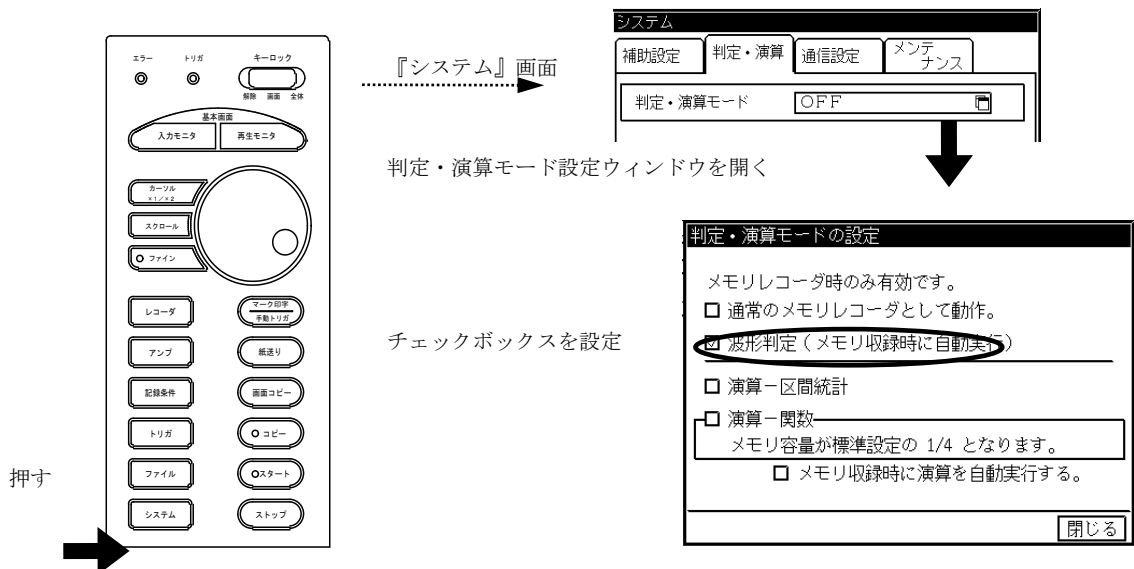 エラー
トリガ
キーロック
解除 画面 全体
基本画面
入力モニタ
再生モニタ
カーソル
×1/×2
スクロール
ファイン
レコーダ
マーク印字
手動トリガ
アンプ
紙送り
記録条件
画面コピー
トリガ
コピー
ファイル
スタート
システム
ストップ
押す
『システム』画面
システム
補助設定
判定・演算
通信設定
メンテ
ナンス
判定・演算モード
OFF
判定・演算モード設定ウィンドウを開く
チェックボックスを設定
判定・演算モードの設定
メモリレコーダ時のみ有効です。
通常のメモリレコーダとして動作。
波形判定(メモリ収録時に自動実行)
演算-区間統計
演算-関数
メモリ容量が標準設定の 1/4 となります。
メモリ収録時に演算を自動実行する。
閉じる